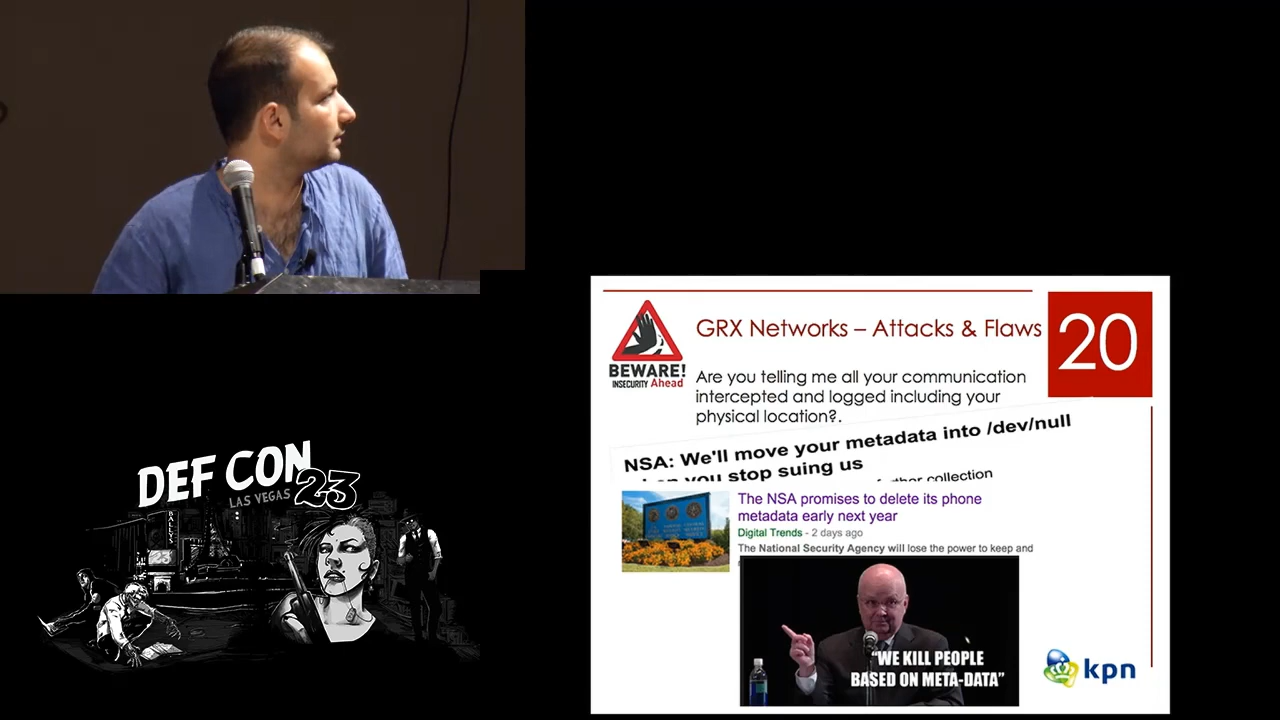 GRX Networks – Attacks & Flaws
20
BEWARE!
INSECURITY Ahead
Are you telling me all your communication
intercepted and logged including your
physical location?.
NSA: We'll move your metadata into /dev/null
you stop suing us
collection
The NSA promises to delete its phone
metadata early next year
Digital Trends - 2 days ago
The National Security Agency will lose the power to keep and
“WE KILL PEOPLE
BASED ON META-DATA”
kpn
DEF CON
LAS VEGAS 23
BALLY'S